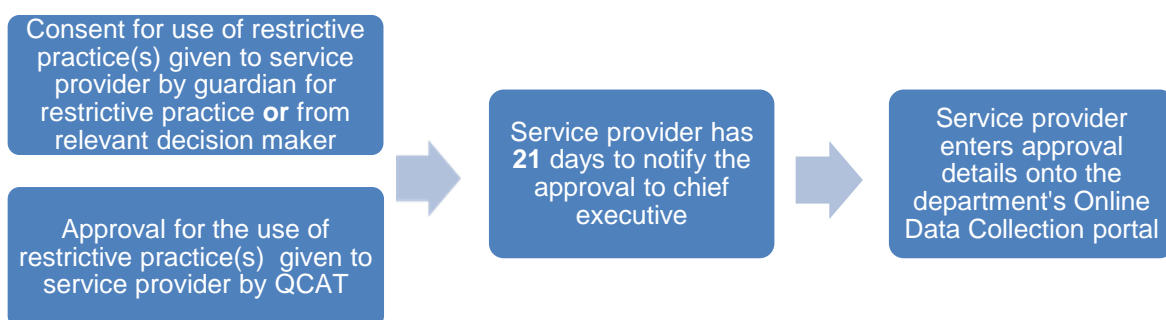 Consent for use of restrictive
practice(s) given to service
provider by guardian for
restrictive practice or from
relevant decision maker
Approval for the use of
restrictive practice(s) given to
service provider by QCAT
Service provider has
21 days to notify the
approval to chief
executive
Service provider
enters approval
details onto the
department's Online
Data Collection portal